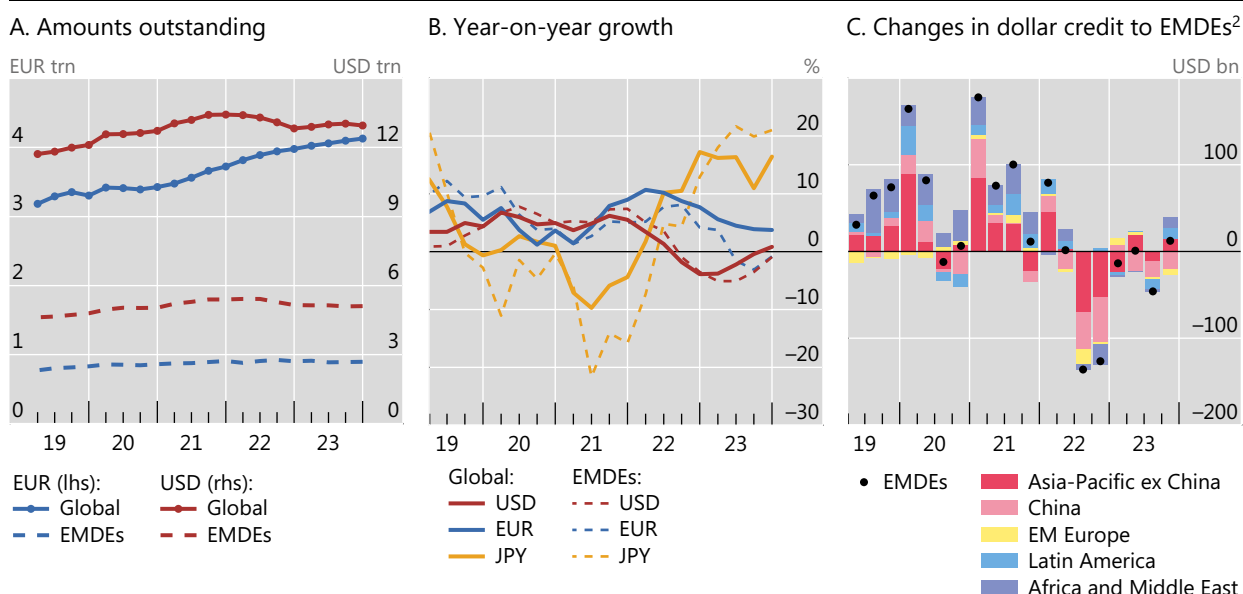 A. Amounts outstanding
EUR trn USD trn
4 12
3 9
2 6
1 3
0 0
19 20 21 22 23
EUR (lhs): USD (rhs):
Global Global
EMDEs EMDEs
B. Year-on-year growth
%
20
10
0
–10
–20
–30
19 20 21 22 23
Global: EMDEs:
USD USD
EUR EUR
JPY JPY
C. Changes in dollar credit to EMDEs²
USD bn
100
0
–100
–200
19 20 21 22 23
EMDEs Asia-Pacific ex China
China
EM Europe
Latin America
Africa and Middle East